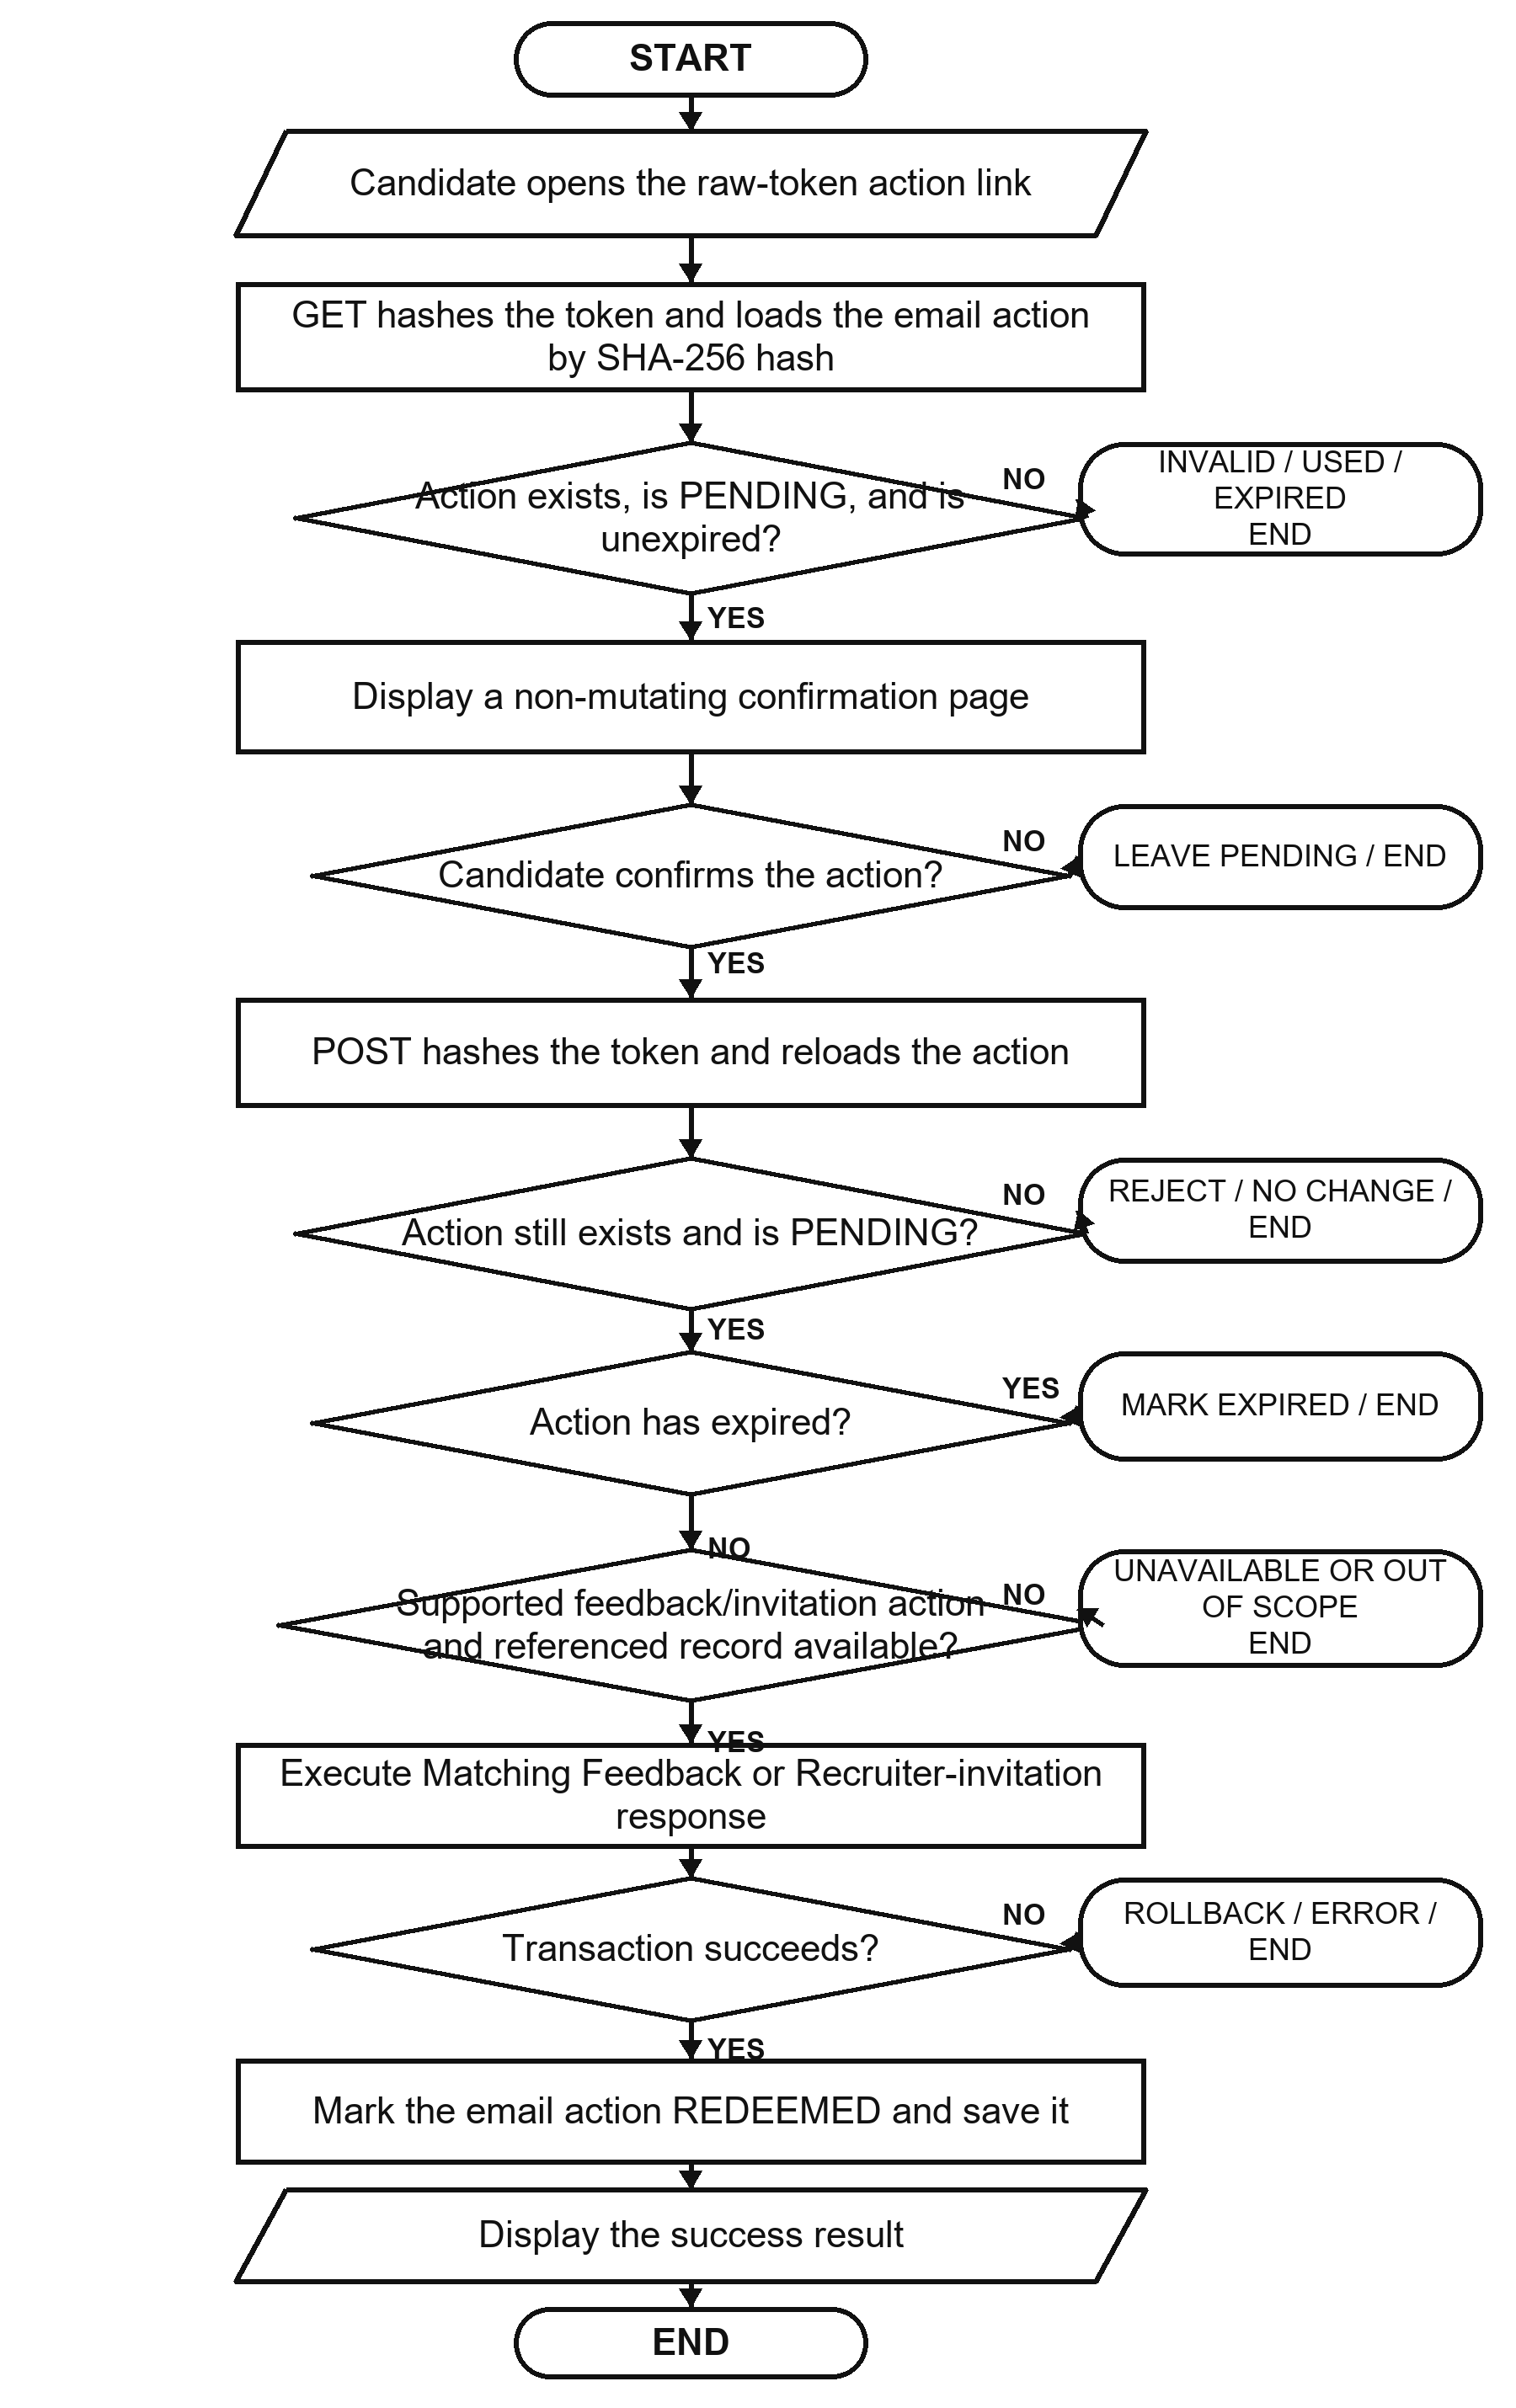 START
Candidate opens the raw-token action link
GET hashes the token and loads the email action
by SHA-256 hash
Action exists, is PENDING, and is
unexpired?
NO
INVALID / USED /
EXPIRED
END
YES
Display a non-mutating confirmation page
Candidate confirms the action?
NO
LEAVE PENDING / END
YES
POST hashes the token and reloads the action
Action still exists and is PENDING?
NO
REJECT / NO CHANGE /
END
YES
Action has expired?
YES
MARK EXPIRED / END
NO
Supported feedback/invitation action
and referenced record available?
NO
UNAVAILABLE OR OUT
OF SCOPE
END
YES
Execute Matching Feedback or Recruiter-invitation
response
Transaction succeeds?
NO
ROLLBACK / ERROR /
END
YES
Mark the email action REDEEMED and save it
Display the success result
END